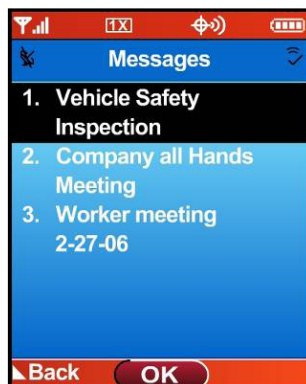 1X
Messages
1. Vehicle Safety
Inspection
2. Company all Hands
Meeting
3. Worker meeting
2-27-06
Back OK